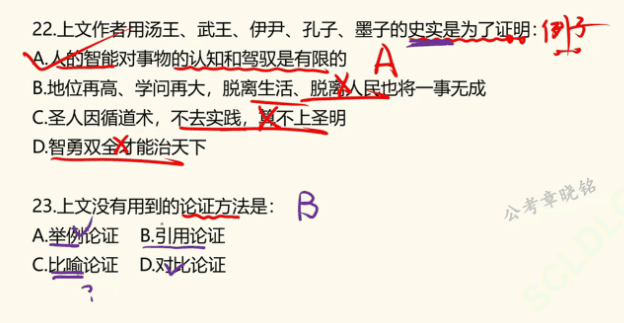 22.上文作者用汤王、武王、伊尹、孔子、墨子的史实是为了证明：例子
A.人的智能对事物的认知和驾驭是有限的 A
B.地位再高、学问再大，脱离生活、脱离人民也将一事无成
C.圣人因循道术，不去实践，算不上圣明
D.智勇双全才能治天下
23.上文没有用到的论证方法是： B
A.举例论证 B.引用论证
C.比喻论证 D.对比论证
?
公考章晓铭
SCLDLG